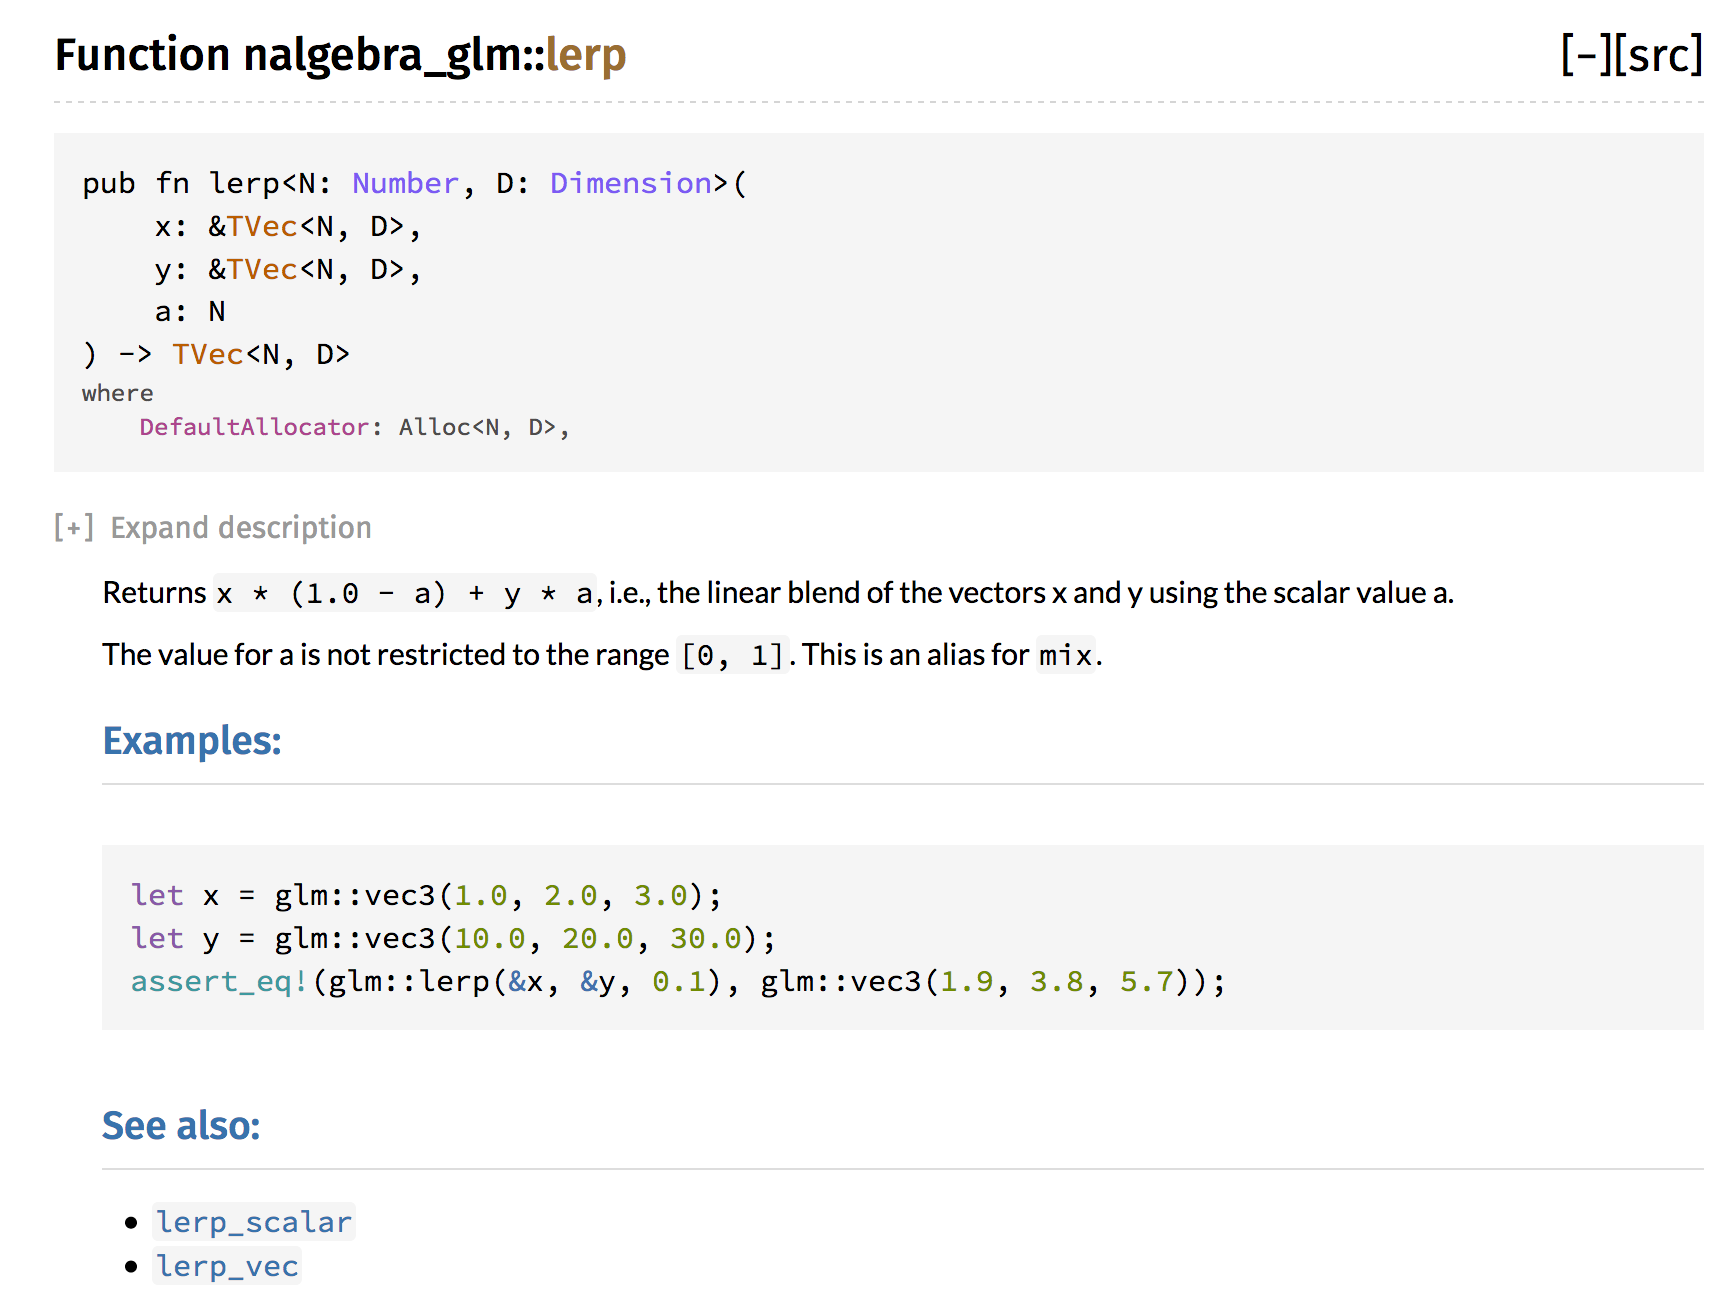 Function nalgebra_glm::lerp [-][src]
pub fn lerp<N: Number, D: Dimension>(
    x: &TVec<N, D>,
    y: &TVec<N, D>,
    a: N
) -> TVec<N, D>
where
    DefaultAllocator: Alloc<N, D>,
[+] Expand description
Returns x * (1.0 - a) + y * a, i.e., the linear blend of the vectors x and y using the scalar value a.
The value for a is not restricted to the range [0, 1]. This is an alias for mix.
Examples:
let x = glm::vec3(1.0, 2.0, 3.0);
let y = glm::vec3(10.0, 20.0, 30.0);
assert_eq!(glm::lerp(&x, &y, 0.1), glm::vec3(1.9, 3.8, 5.7));
See also:
• lerp_scalar
• lerp_vec